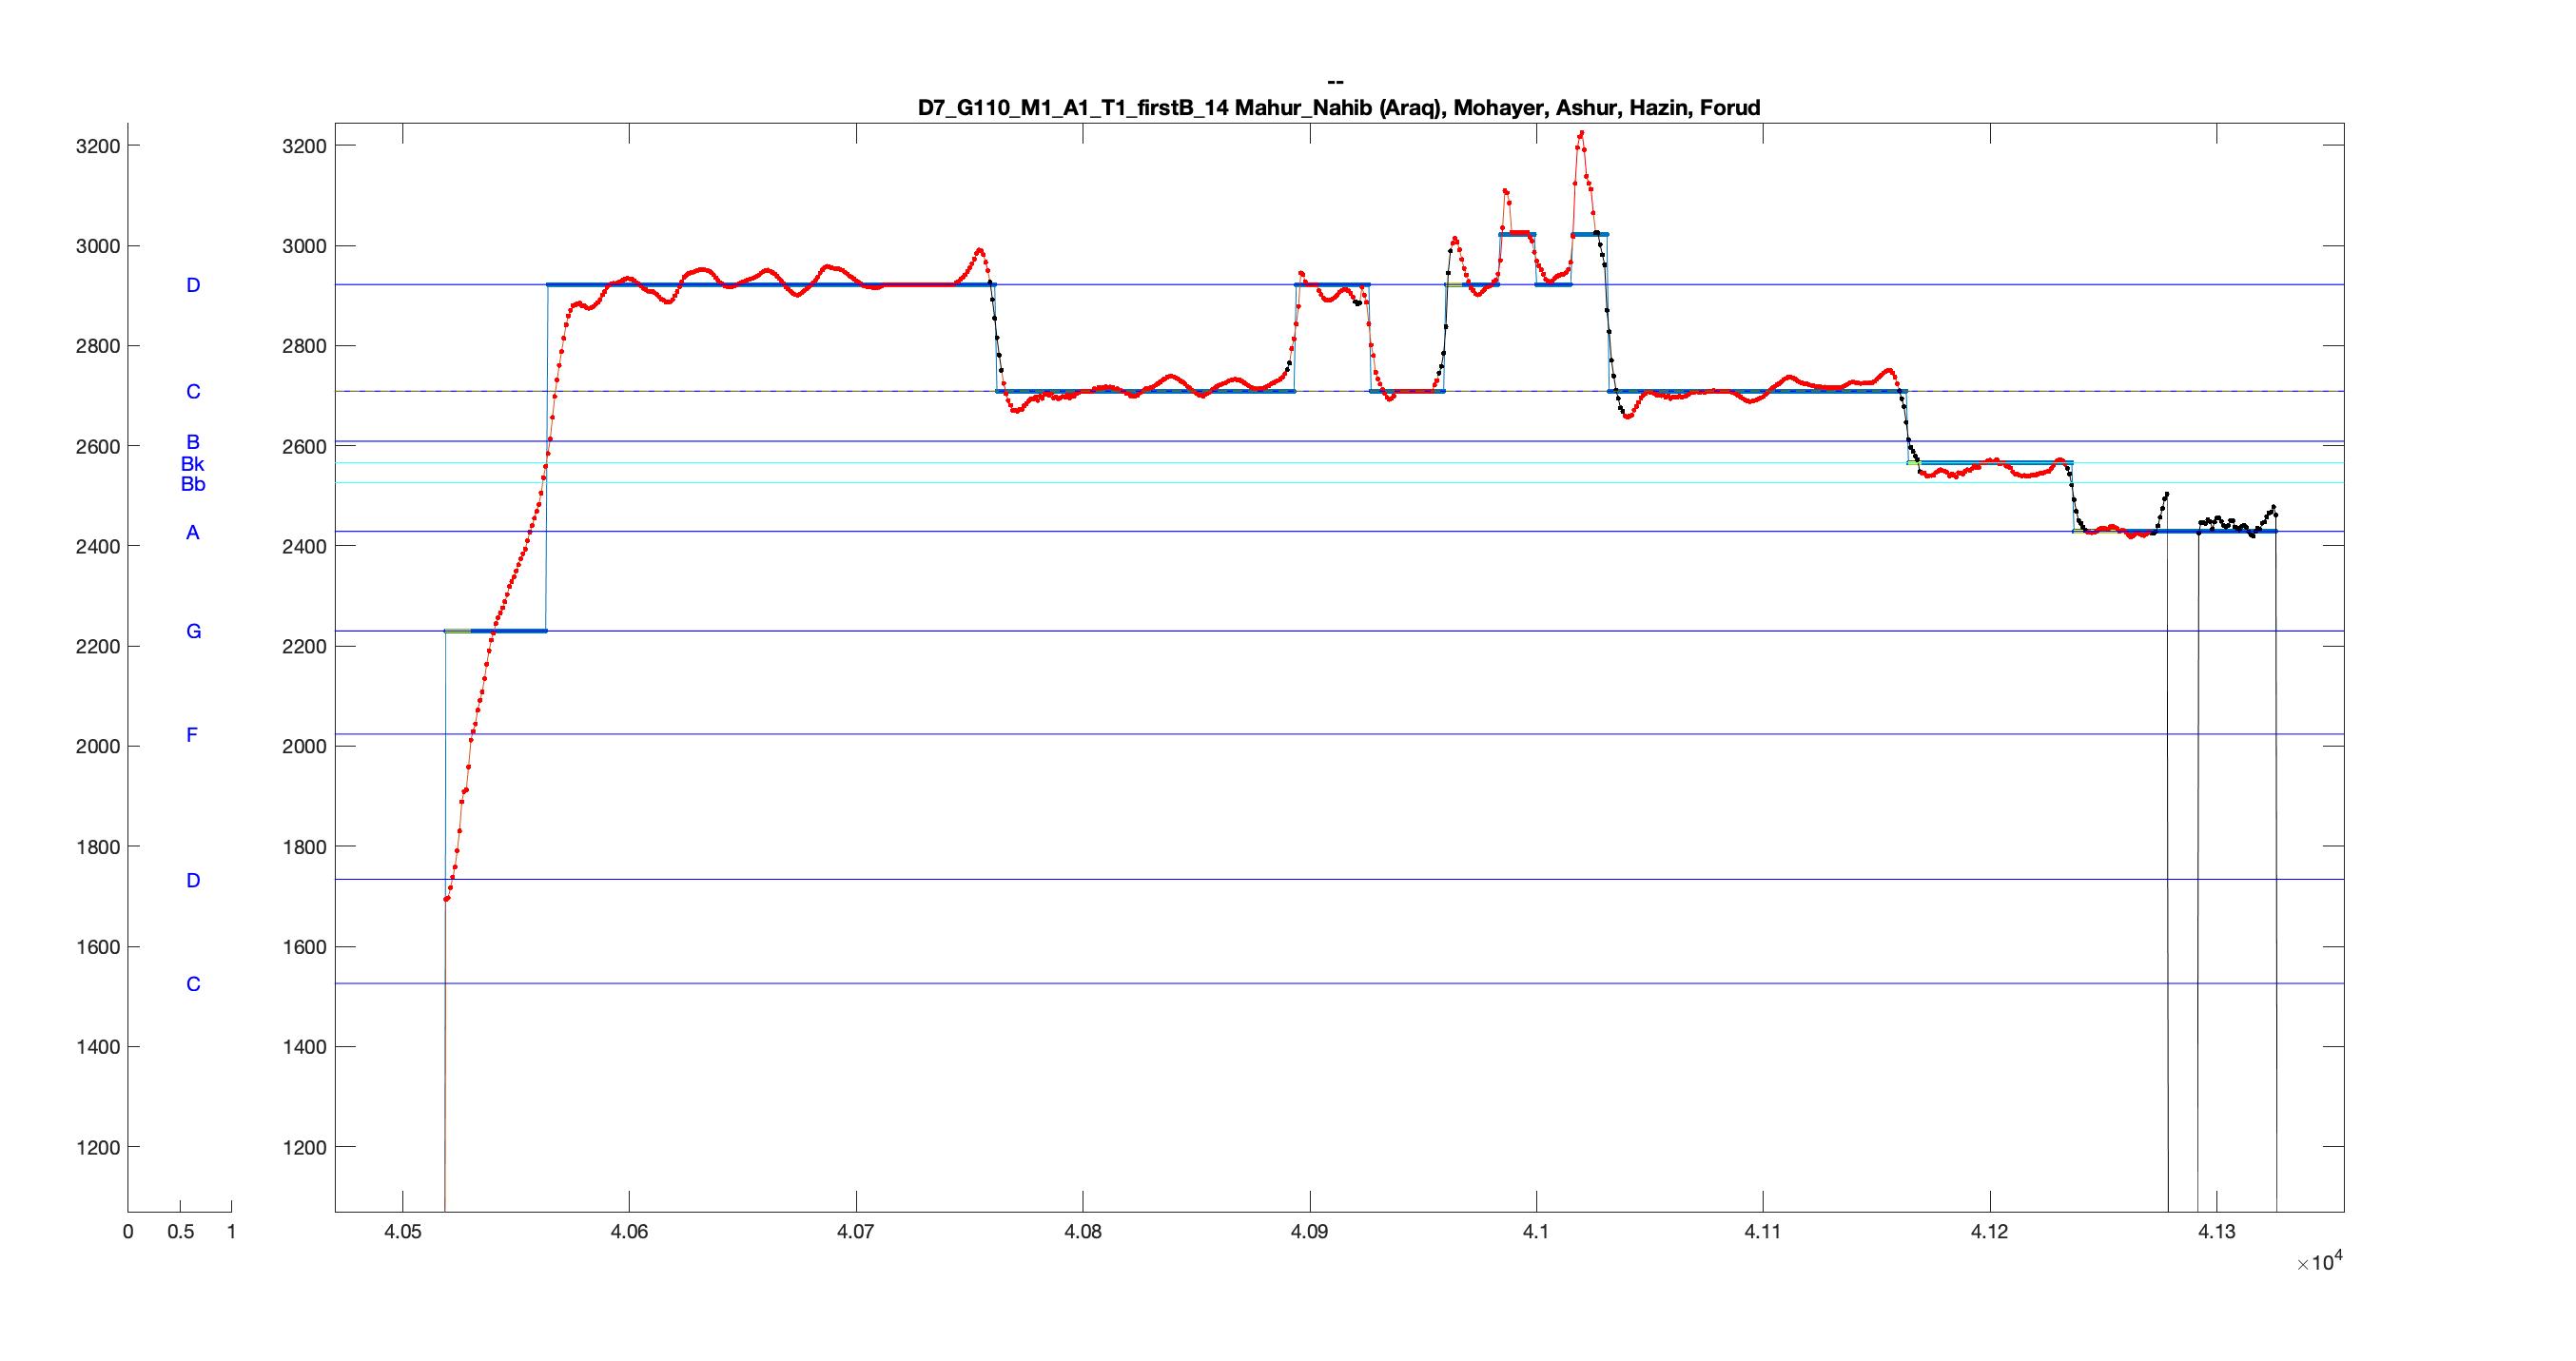 --
D7_G110_M1_A1_T1_firstB_14 Mahur_Nahib (Araq), Mohayer, Ashur, Hazin, Forud
3200
3000
2800
2600
2400
2200
2000
1800
1600
1400
1200
D
C
B
Bk
Bb
A
G
F
D
C
0 0.5 1
3200
3000
2800
2600
2400
2200
2000
1800
1600
1400
1200
4.05 4.06 4.07 4.08 4.09 4.1 4.11 4.12 4.13
×10⁴